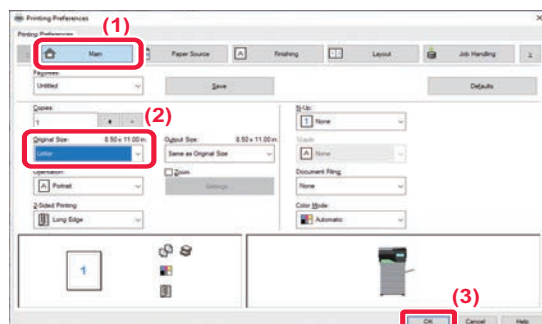 Printing Preferences
(1)
Printing Preferences
Main
Paper Source
Finishing
Layout
Job Handling
Favorites:
Untitled
Save
Defaults
Copies:
1
(2)
N-Up:
1 None
Original Size: 8.50 x 11.00 in.
Output Size: 8.50 x 11.00 in.
Letter
Same as Original Size
A None
Orientation:
Zoom
Document Filing:
A Portrait
Settings
None
2-Sided Printing:
Color Mode:
Long Edge
Automatic
1
(3)
OK
Cancel
Help